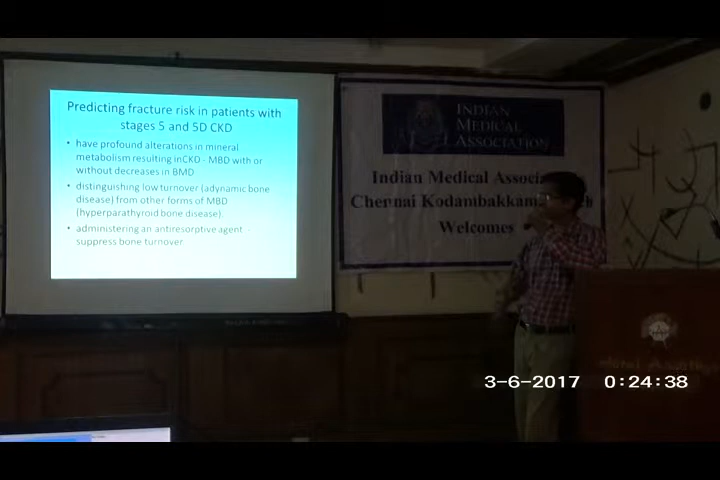 Predicting fracture risk in patients with
stages 5 and 5D CKD
• have profound alterations in mineral
metabolism resulting inCKD - MBD with or
without decreases in BMD
• distinguishing low turnover (adynamic bone
disease) from other forms of MBD
(hyperparathyroid bone disease).
• administering an antiresorptive agent -
suppress bone turnover
INDIAN
MEDICAL
ASSOCIATION
Indian Medical Associa
Chennai Kodambakkam
Welcomes
3-6-2017 0:24:38